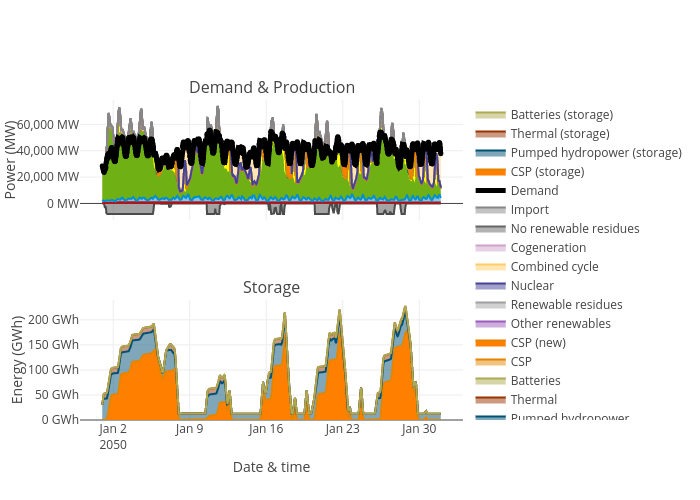 Demand & Production
Power (MW)
60,000 MW
40,000 MW
20,000 MW
0 MW
Storage
Energy (GWh)
200 GWh
150 GWh
100 GWh
50 GWh
0 GWh
Jan 2
2050
Jan 9
Jan 16
Jan 23
Jan 30
Date & time
Batteries (storage)
Thermal (storage)
Pumped hydropower (storage)
CSP (storage)
Demand
Import
No renewable residues
Cogeneration
Combined cycle
Nuclear
Renewable residues
Other renewables
CSP (new)
CSP
Batteries
Thermal
Pumped hydropower